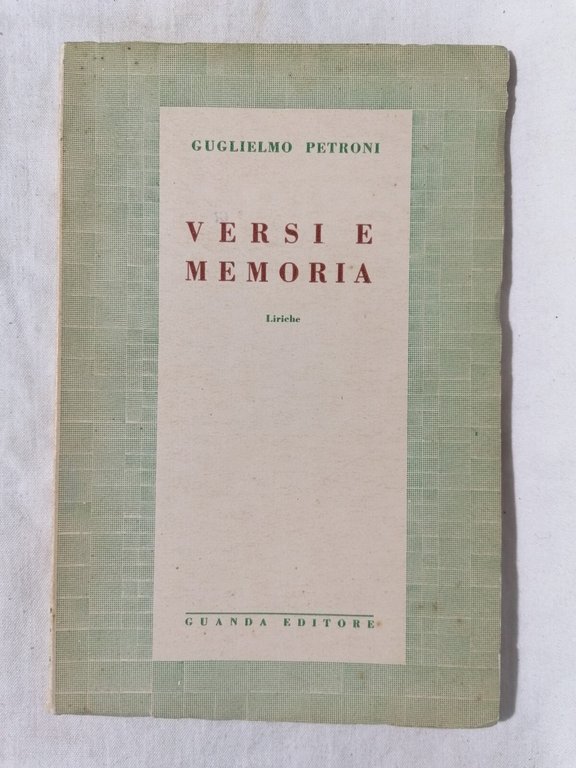 GUGLIELMO PETRONI
VERSI E
MEMORIA
Liriche
GUANDA EDITORE